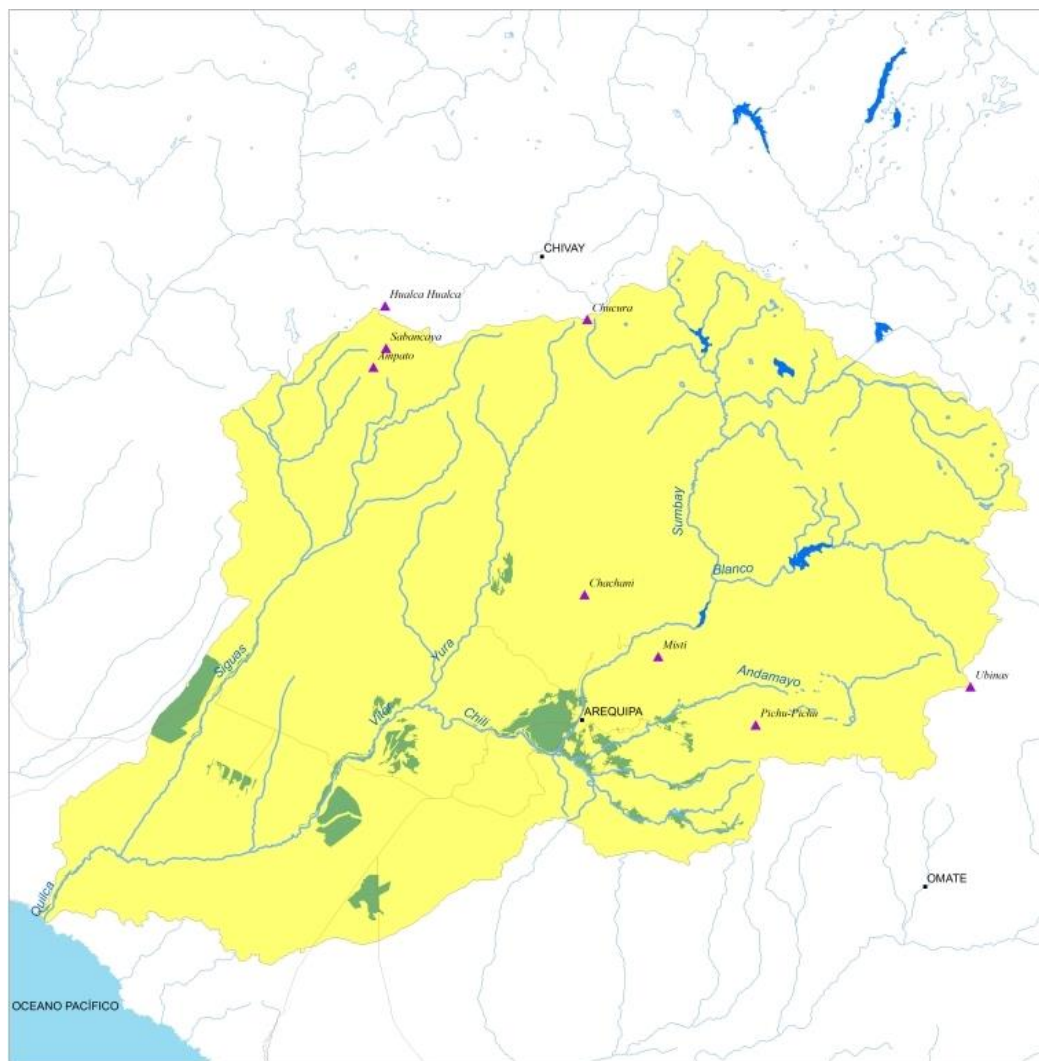 CHIVAY
Hualca Hualca
Chucura
Sabancaya
Ampato
Sumbay
Blanco
Chachani
Yura
Siguas
Misti
Andamayo
Ubinas
Vitor
Chili
AREQUIPA
Pichu-Pichu
OMATE
Quilca
OCEANO PACÍFICO